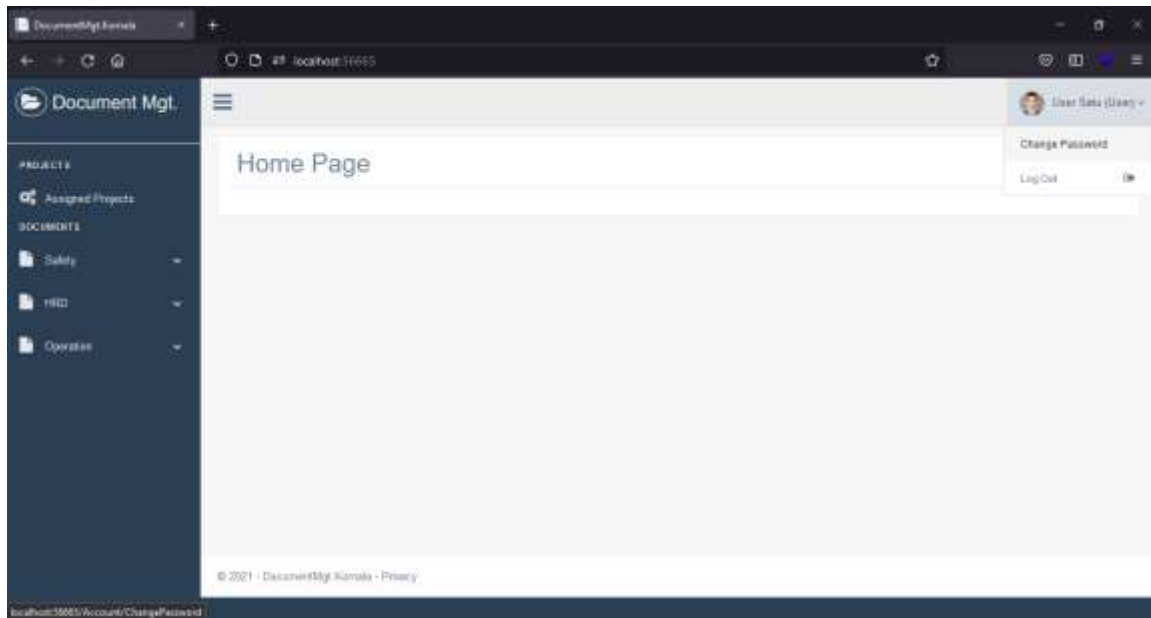 DocumentMgt.Komala
localhost:56665
Document Mgt.
User Satu (User)
Change Password
Log Out
Home Page
PROJECTS
Assigned Projects
DOCUMENTS
Safety
HRD
Operation
© 2021 - DocumentMgt.Komala - Privacy
localhost:56665/Account/ChangePassword